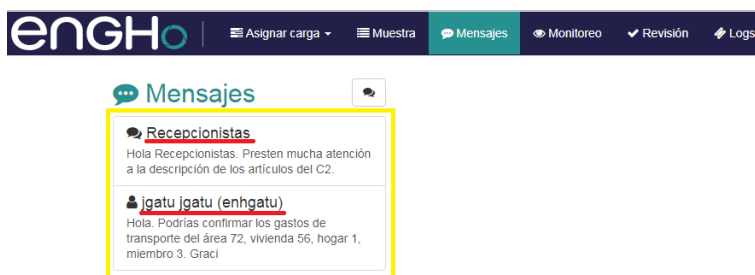 ENGHo
Asignar carga
Muestra
Mensajes
Monitoreo
Revisión
Logs
Mensajes
Recepcionistas
Hola Recepcionistas. Presten mucha atención
a la descripción de los artículos del C2.
jgatu jgatu (enhgatu)
Hola. Podrías confirmar los gastos de
transporte del área 72, vivienda 56, hogar 1,
miembro 3. Graci